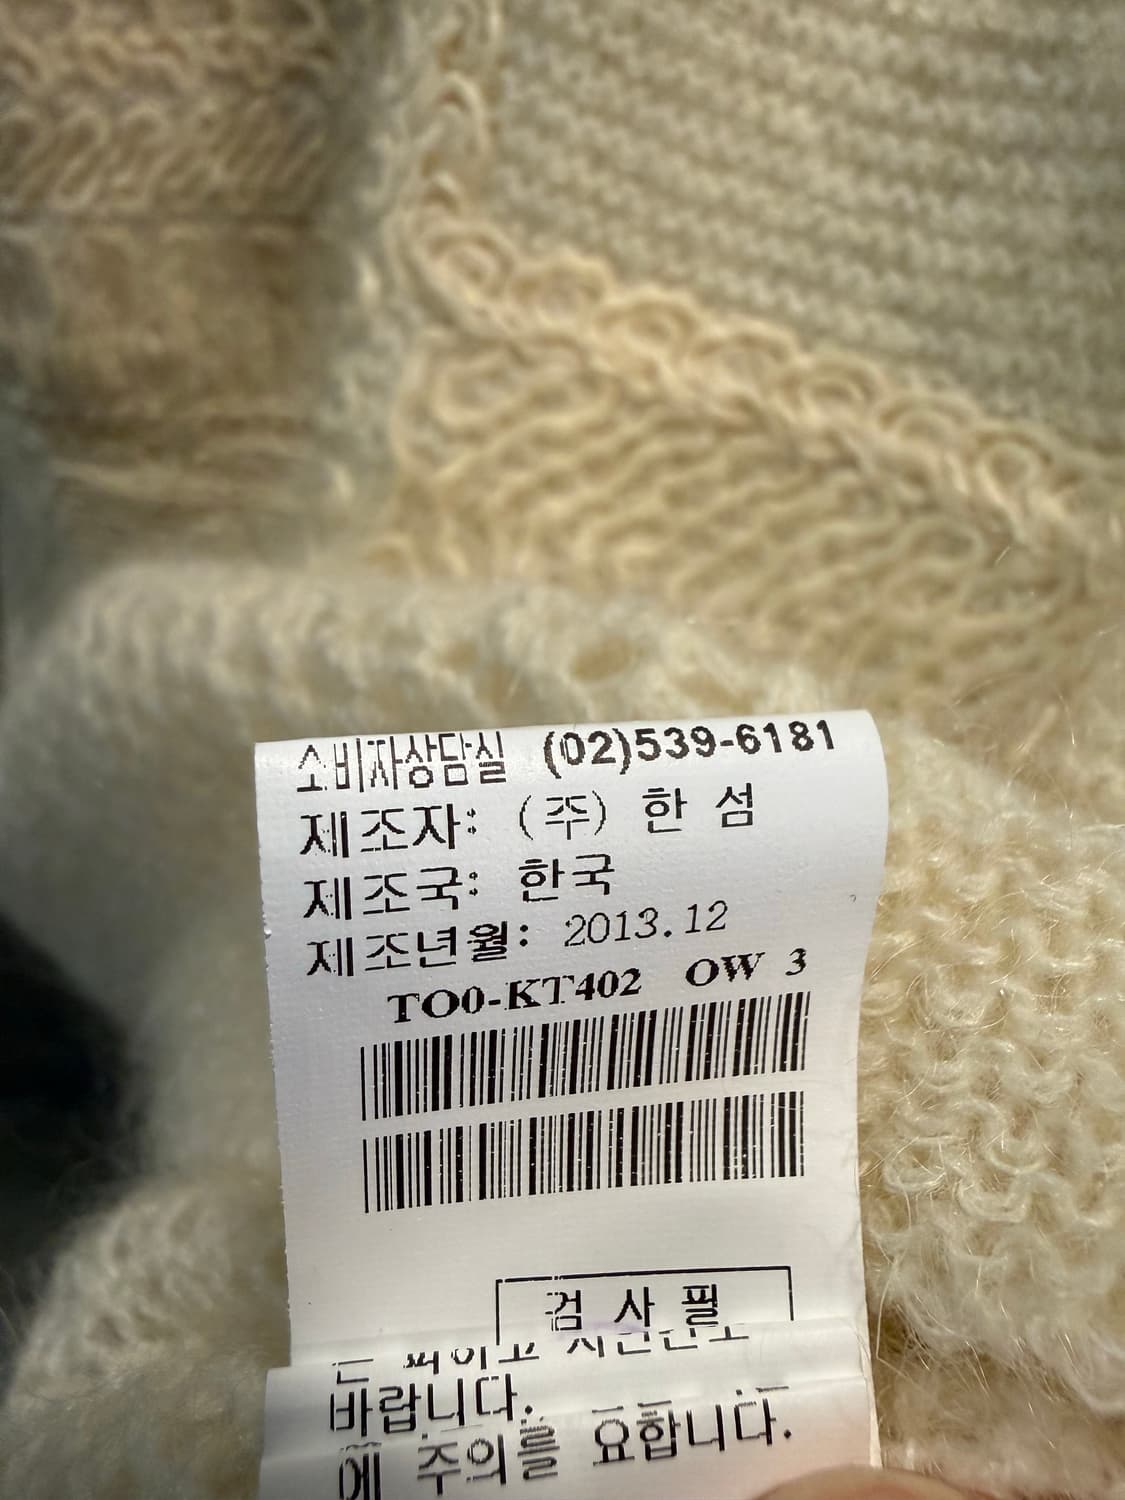 소비자상담실 (02)539-6181
제조자: (주) 한 섬
제조국: 한국
제조년월: 2013.12
TO0-KT402 OW 3
검 사 필
바랍니다.
에 주의를 요합니다.